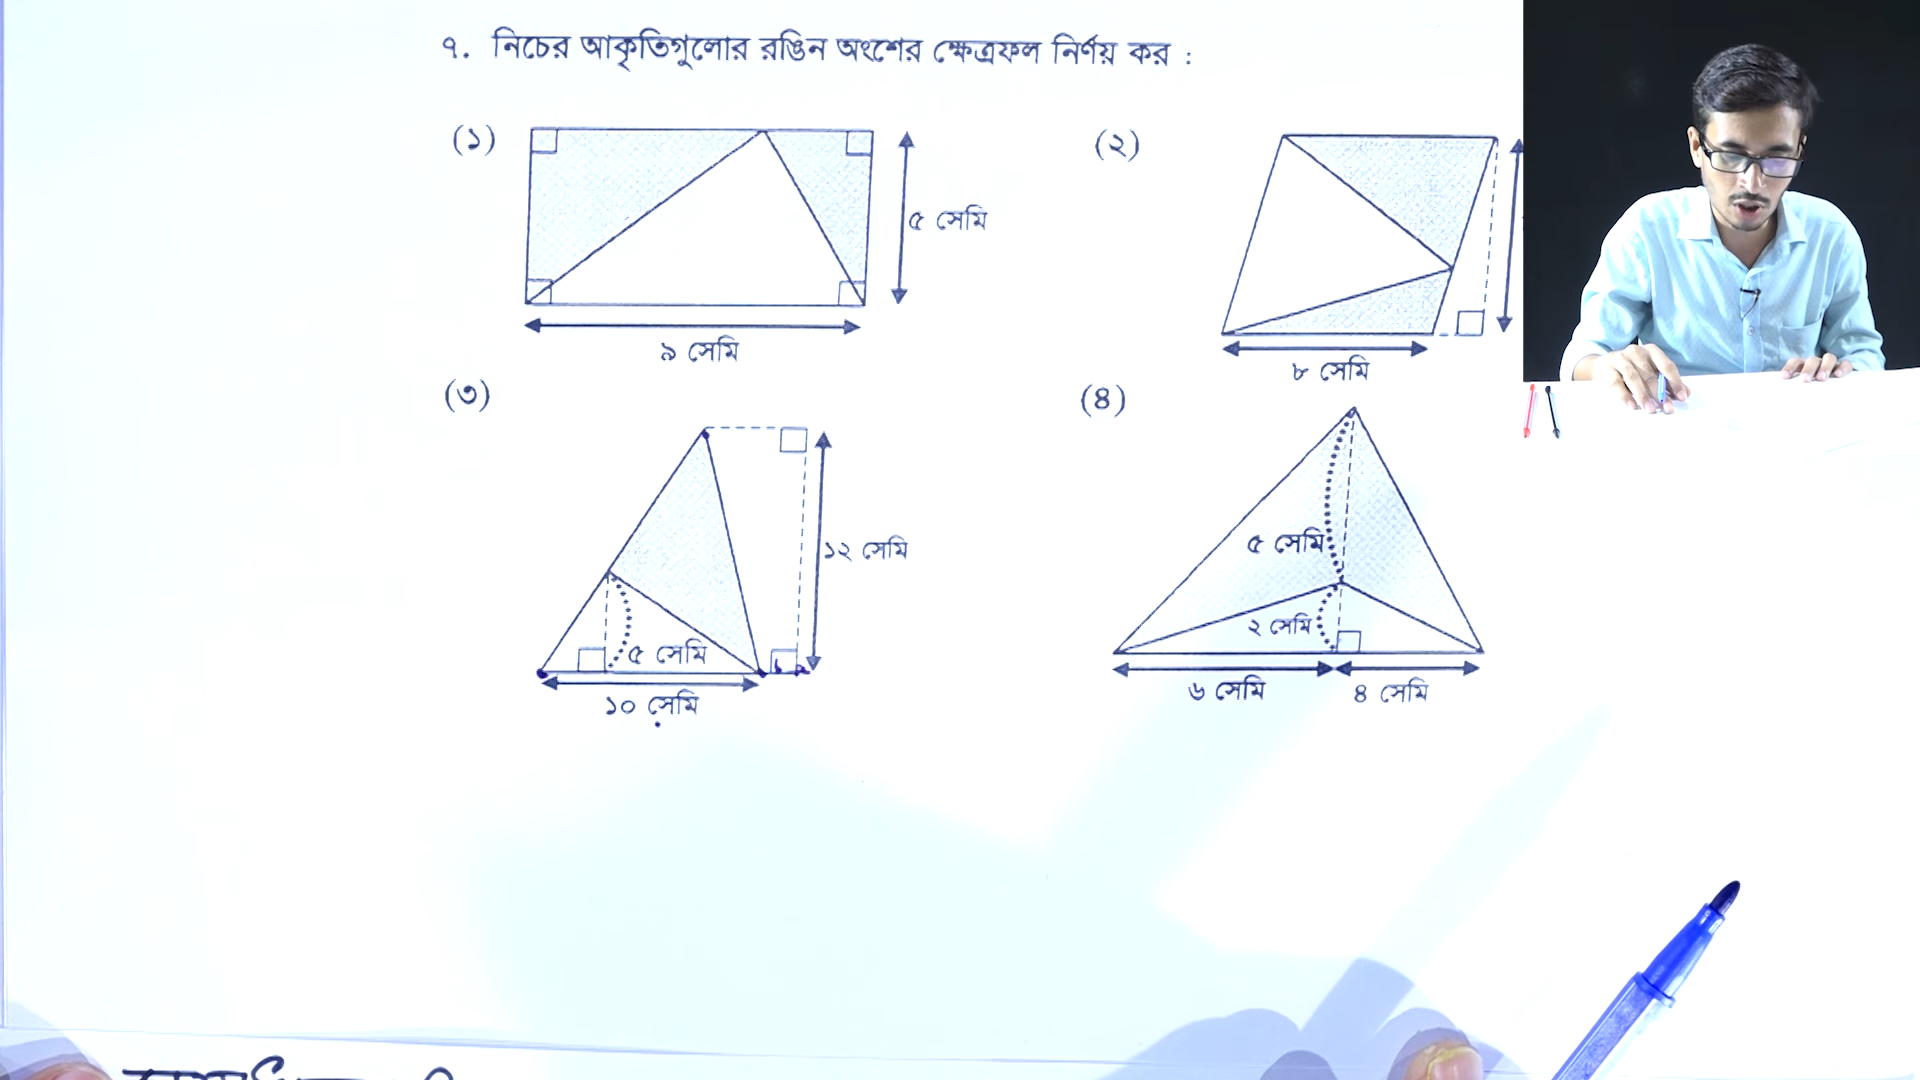 ৭. নিচের আকৃতিগুলোর রঙিন অংশের ক্ষেত্রফল নির্ণয় কর :
(১)
৫ সেমি
৯ সেমি
(২)
৮ সেমি
(৩)
১২ সেমি
৫ সেমি
১০ সেমি
(৪)
৫ সেমি
২ সেমি
৬ সেমি
৪ সেমি